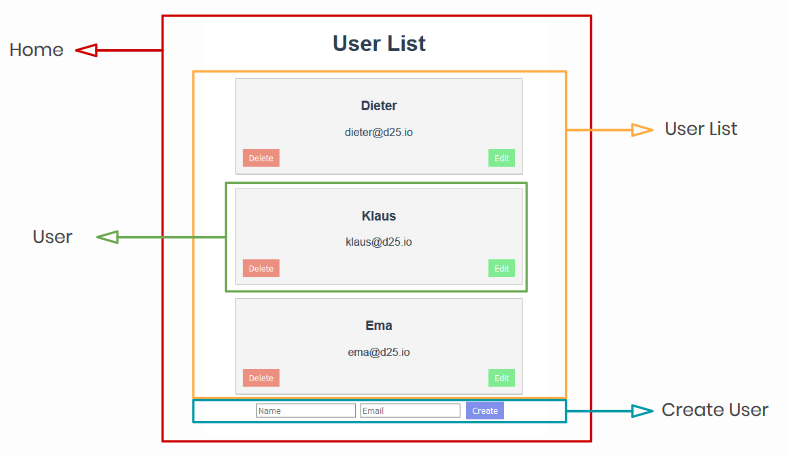 User List
Home
Dieter
dieter@d25.io
Delete
Edit
User List
Klaus
klaus@d25.io
User
Delete
Edit
Ema
ema@d25.io
Delete
Edit
Name
Email
Create
Create User